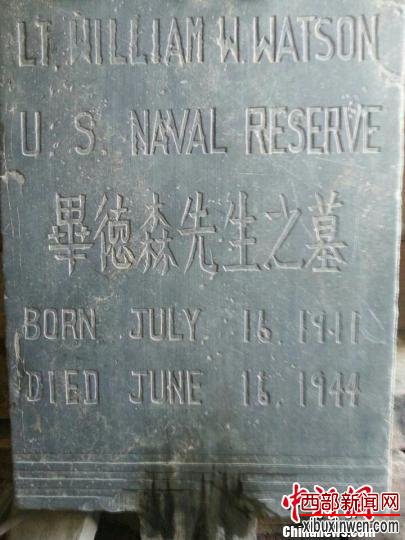 LT. WILLIAM W. WATSON
U. S. NAVAL RESERVE
畢德森先生之墓
BORN JULY. 16. 1911
DIED JUNE 16. 1944
西部新闻网
xibuxinwen.com